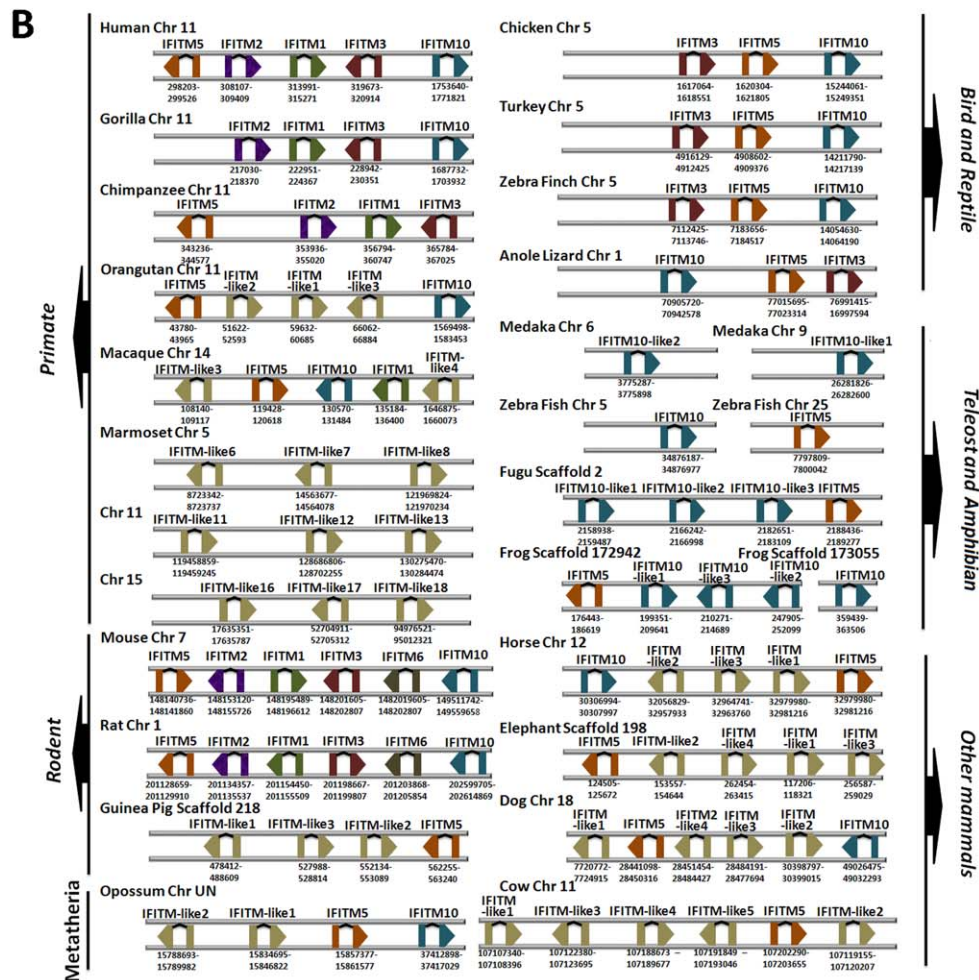 B
Human Chr 11
IFITM5 IFITM2 IFITM1 IFITM3 IFITM10
298203- 308107- 313991- 319673- 1753640-
299526 309409 315271 320914 1771821
Gorilla Chr 11
IFITM2 IFITM1 IFITM3 IFITM10
217030- 222951- 228942- 1687732-
218370 224367 230351 1703932
Chimpanzee Chr 11
IFITM5 IFITM2 IFITM1 IFITM3
343236- 353936- 356794- 365784-
344577 355020 360747 367025
Orangutan Chr 11
IFITM5 IFITM IFITM IFITM IFITM10
-like2 -like1 -like3
43780- 51622- 59632- 66062- 1569498-
43965 52593 60685 66884 1583453
Macaque Chr 14
IFITM-like3 IFITM5 IFITM10 IFITM1 IFITM-
like4
108140- 119428- 130570- 135184- 1646875-
109117 120618 131484 136400 1660073
Marmoset Chr 5
IFITM-like6 IFITM-like7 IFITM-like8
8723342- 14563677- 121969824-
8723737 14564078 121970234
Chr 11
IFITM-like11 IFITM-like12 IFITM-like13
119458859- 128686806- 130275470-
119459245 128702255 130284474
Chr 15
IFITM-like16 IFITM-like17 IFITM-like18
17635351- 52704911- 94976521-
17635787 52705312 95012321
Primate
Mouse Chr 7
IFITM5 IFITM2 IFITM1 IFITM3 IFITM6 IFITM10
148140736- 148153120- 148195489- 148201605- 1482019605- 149511742-
148141860 148155726 148196612 148202807 148202807 149559658
Rat Chr 1
IFITM5 IFITM2 IFITM1 IFITM3 IFITM6 IFITM10
201128659- 201134357- 201154450- 201198667- 201203868- 202599705-
201129910 201135537 201155509 201199807 201205854 202614869
Guinea Pig Scaffold 218
IFITM-like1 IFITM-like3 IFITM-like2 IFITM5
478412- 527988- 552134- 562255-
488609 528814 553089 563240
Rodent
Opossum Chr UN
IFITM-like2 IFITM-like1 IFITM5 IFITM10
15788693- 15834695- 15857377- 37412898-
15789982 15846822 15861577 37417029
Metatheria
Chicken Chr 5
IFITM3 IFITM5 IFITM10
1617064- 1620304- 15244061-
1618551 1621805 15249351
Turkey Chr 5
IFITM3 IFITM5 IFITM10
4916129- 4908602- 14211790-
4912425 4909376 14217139
Zebra Finch Chr 5
IFITM3 IFITM5 IFITM10
7112425- 7183656- 14054630-
7113746- 7184517 14064190
Anole Lizard Chr 1
IFITM10 IFITM5 IFITM3
70905720- 77015695- 76991415-
70942578 77023314 16997594
Bird and Reptile
Medaka Chr 6 Medaka Chr 9
IFITM10-like2 IFITM10-like1
3775287- 26281826-
3775898 26282600
Zebra Fish Chr 5 Zebra Fish Chr 25
IFITM10 IFITM5
34876187- 7797809-
34876977 7800042
Fugu Scaffold 2
IFITM10-like1 IFITM10-like2 IFITM10-like3 IFITM5
2158938- 2166242- 2182651- 2188436-
2159487 2166998 2183109 2189277
Frog Scaffold 172942 Frog Scaffold 173055
IFITM5 IFITM10 IFITM10 IFITM10 IFITM10
-like1 -like3 -like2
176443- 199351- 210271- 247905- 359439-
186619 209641 214689 252099 363506
Teleost and Amphibian
Horse Chr 12
IFITM10 IFITM IFITM IFITM IFITM5
-like2 -like3 -like1
30306994- 32056829- 32964741- 32979980- 32979980-
30307997 32957933 32963760 32981216 32981216
Elephant Scaffold 198
IFITM5 IFITM-like2 IFITM IFITM IFITM
-like4 -like1 -like3
124505- 153557- 262454- 117206- 256587-
125672 154644 263415 118321 259029
Dog Chr 18
IFITM IFITM5 IFITM2 IFITM IFITM IFITM10
-like1 -like4 -like3 -like2
7720772- 28441098- 28451454- 28484191- 30398797- 49026475-
7724915 28450316 28484427 28477694 30399015 49032293
Cow Chr 11
IFITM IFITM-like3 IFITM-like4 IFITM-like5 IFITM5 IFITM-like2
-like1
107107340- 107122380- 107188673 – 107191849 – 107202290- 107119155-
107108396 107123695 107189677 107193046 107203655 107120207
Other mammals